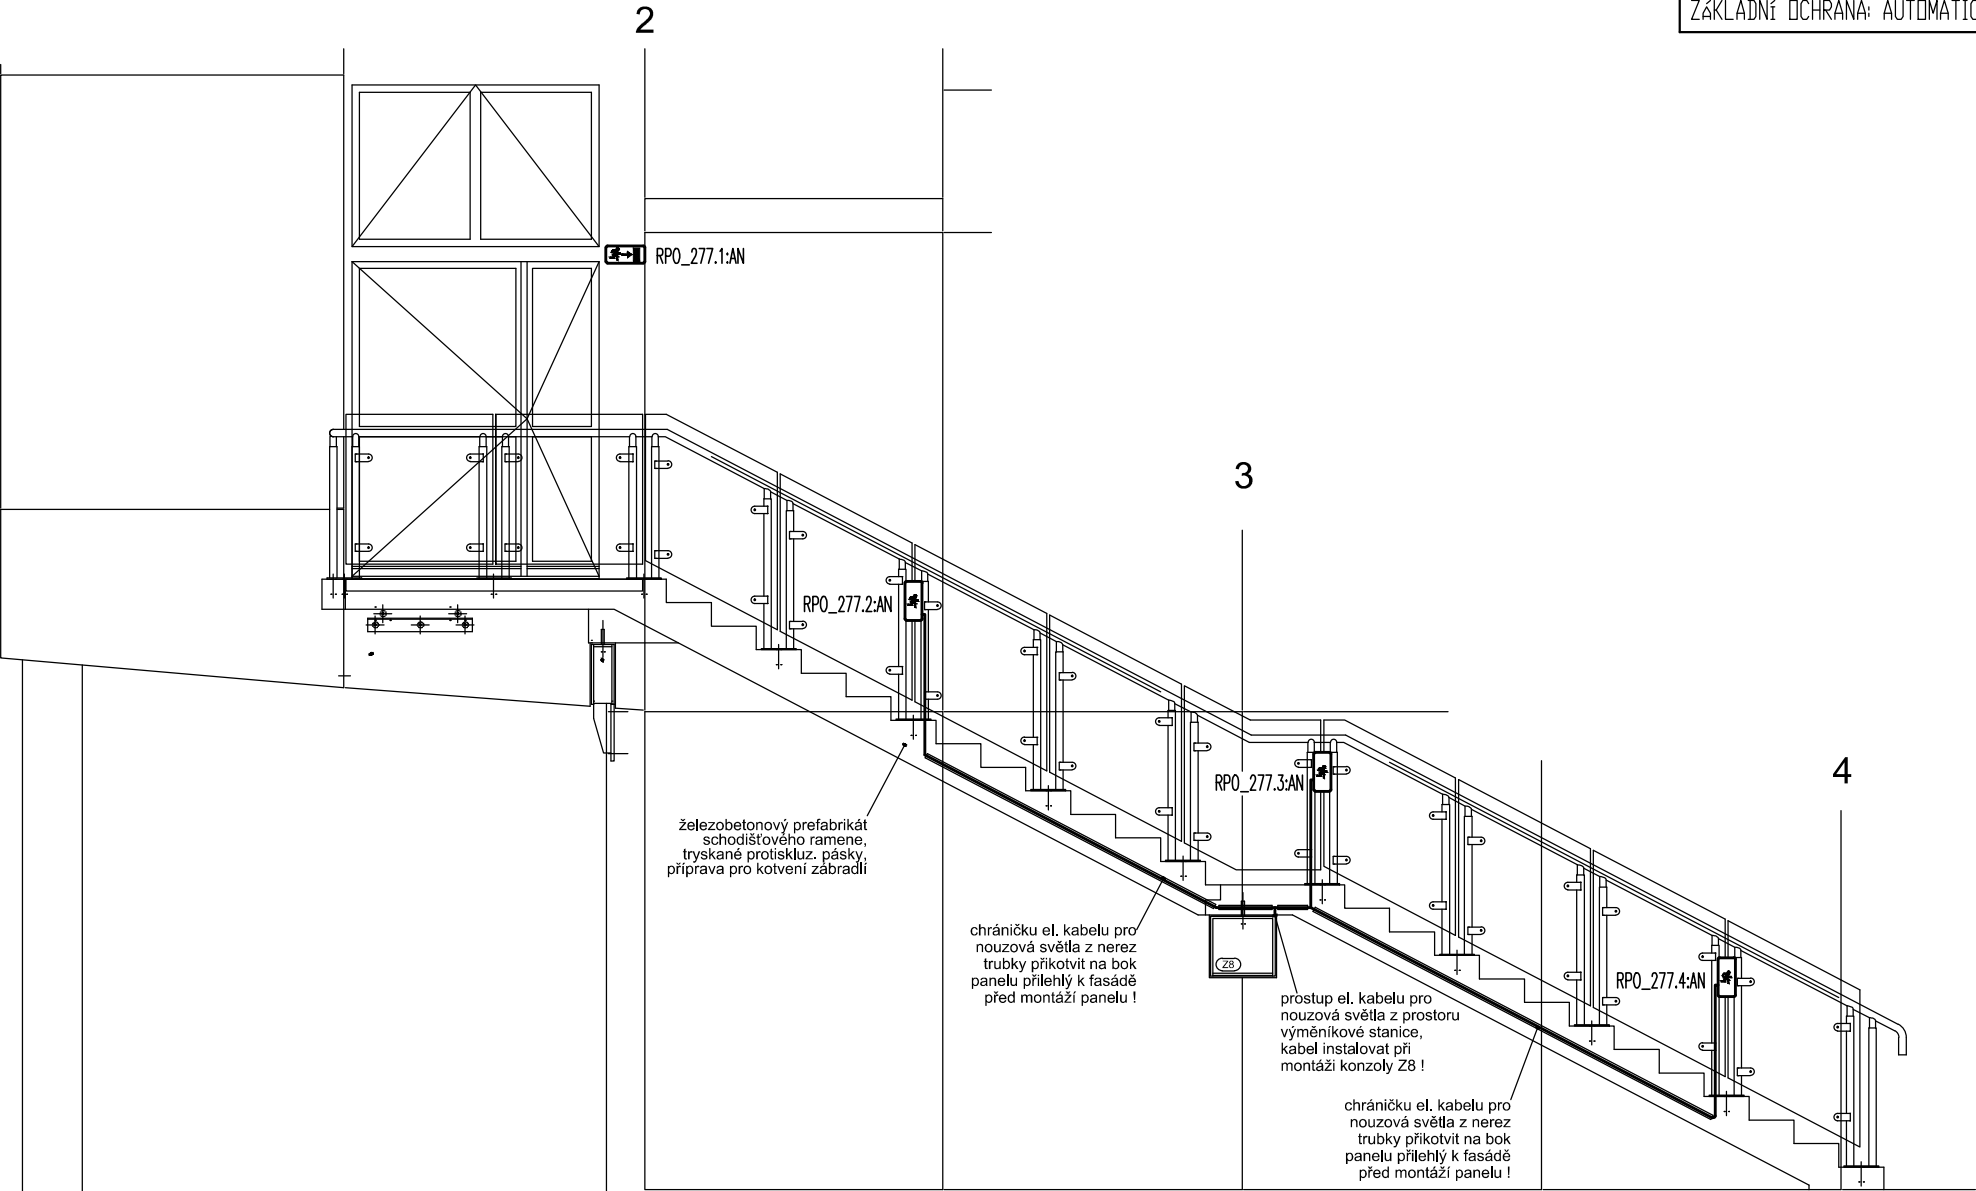 ZÁKLADNÍ OCHRANA: AUTOMATIC
2
RPO_277.1:AN
3
RPO_277.2:AN
4
RPO_277.3:AN
železobetonový prefabrikát
schodišťového ramene,
tryskané protiskluz. pásky,
příprava pro kotvení zábradlí
chráničku el. kabelu pro
nouzová světla z nerez
trubky přikotvit na bok
panelu přilehlý k fasádě
před montáží panelu !
Z8
RPO_277.4:AN
prostup el. kabelu pro
nouzová světla z prostoru
výměníkové stanice,
kabel instalovat při
montáži konzoly Z8 !
chráničku el. kabelu pro
nouzová světla z nerez
trubky přikotvit na bok
panelu přilehlý k fasádě
před montáží panelu !